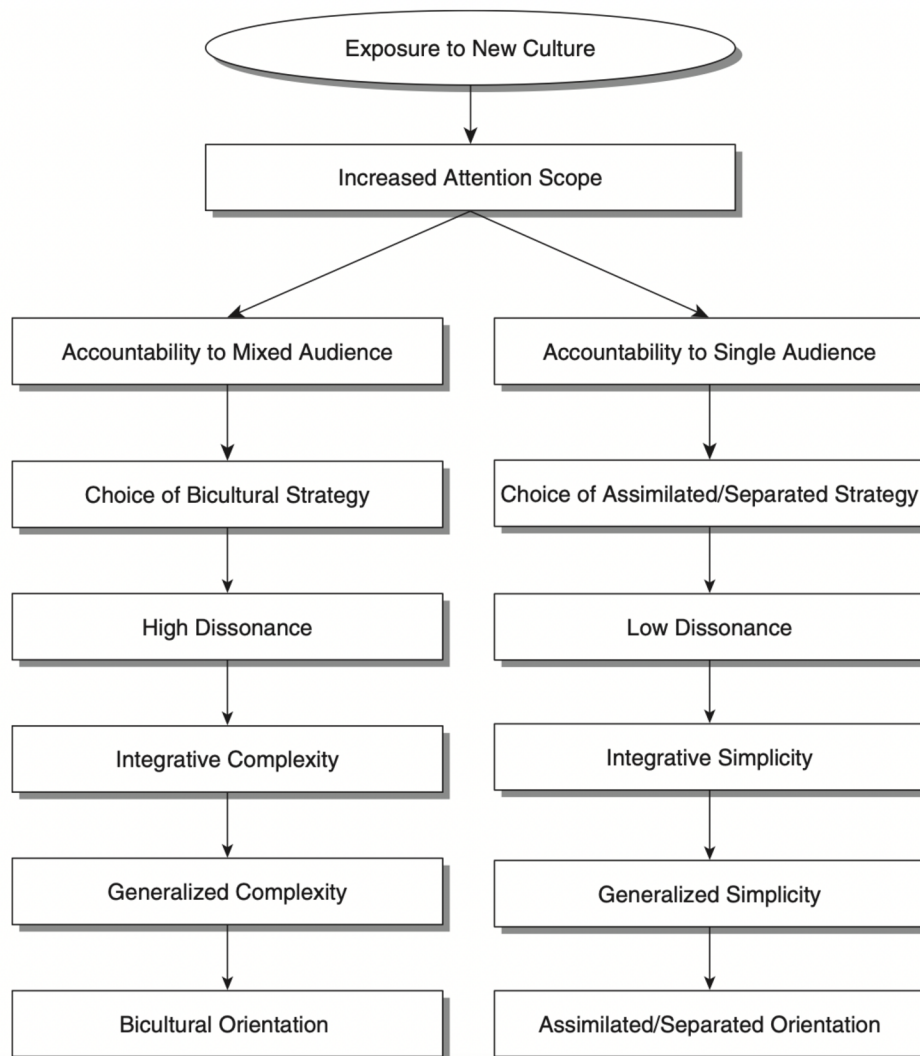 Exposure to New Culture
Increased Attention Scope
Accountability to Mixed Audience
Accountability to Single Audience
Choice of Bicultural Strategy
Choice of Assimilated/Separated Strategy
High Dissonance
Low Dissonance
Integrative Complexity
Integrative Simplicity
Generalized Complexity
Generalized Simplicity
Bicultural Orientation
Assimilated/Separated Orientation